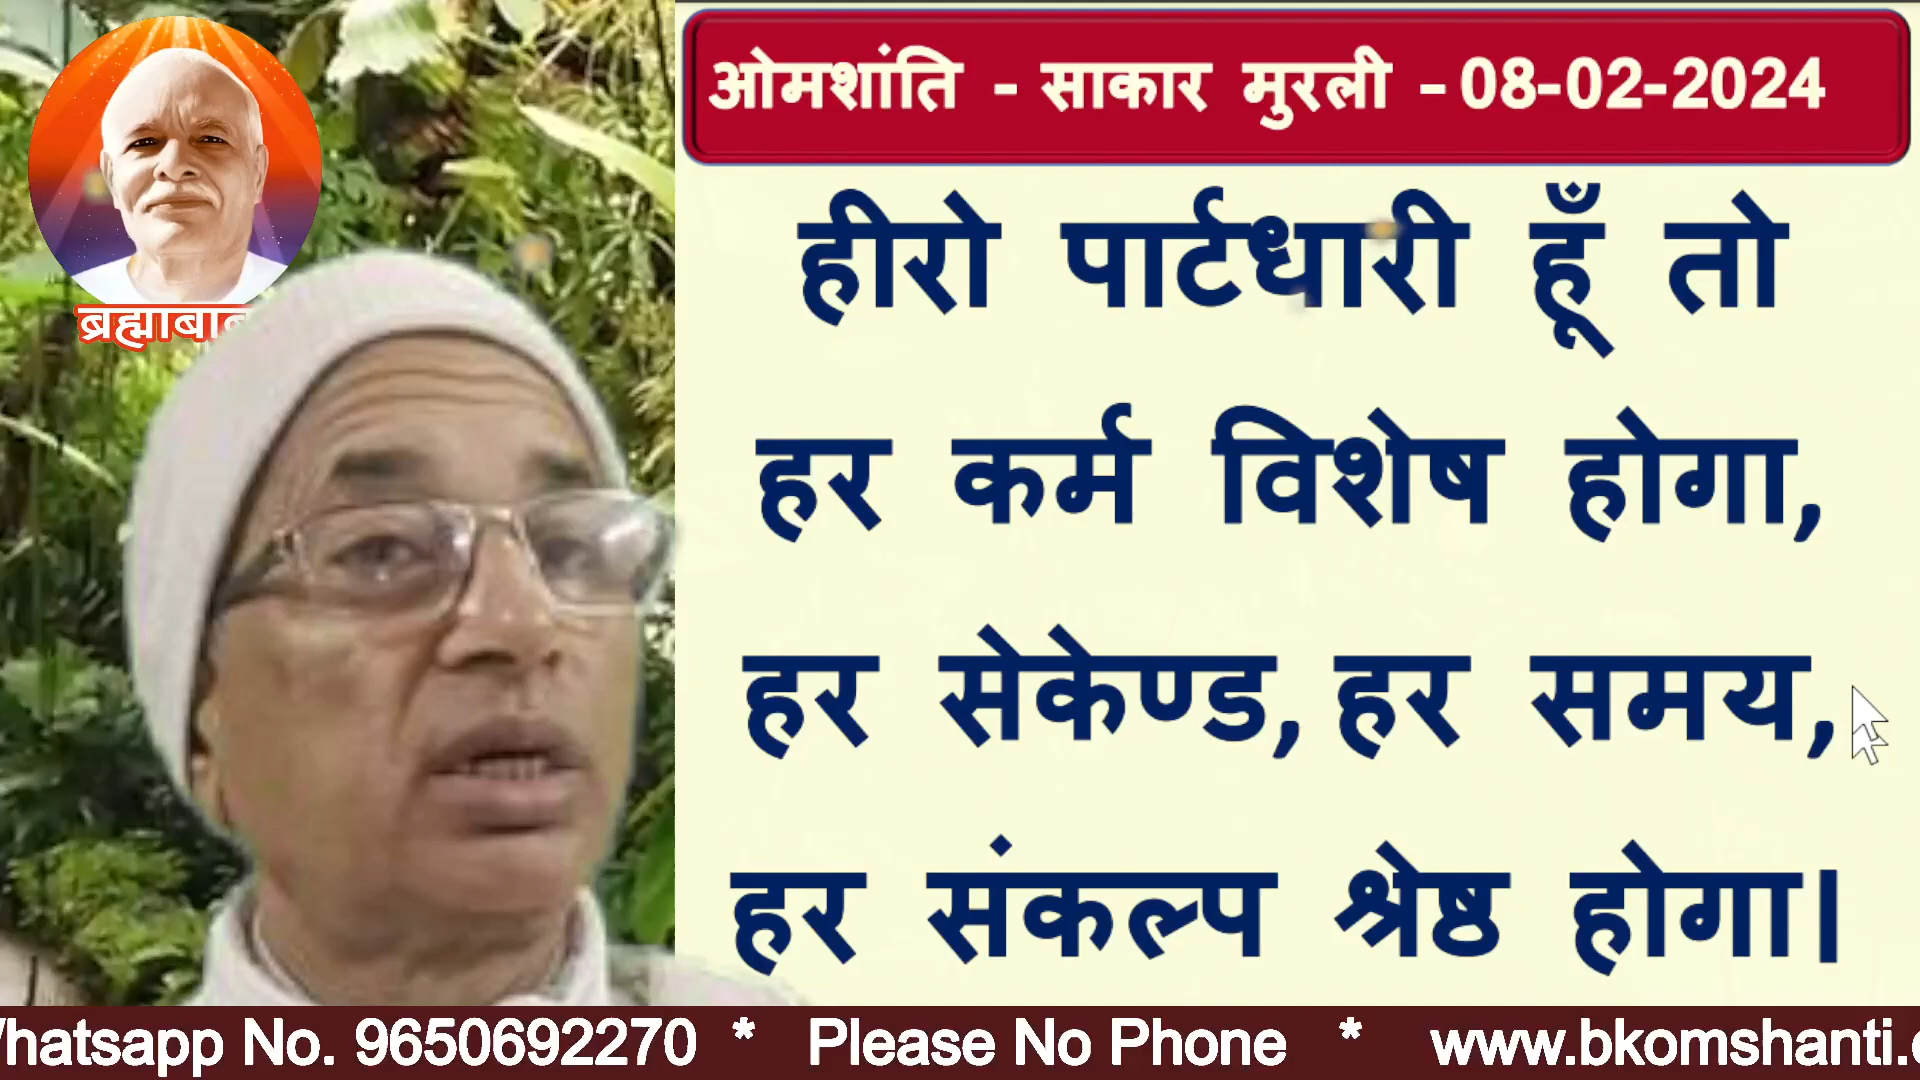 ओमशांति - साकार मुरली - 08-02-2024
हीरो पार्टधारी हूँ तो
हर कर्म विशेष होगा,
हर सेकेण्ड, हर समय,
हर संकल्प श्रेष्ठ होगा।
hatsapp No. 9650692270 * Please No Phone * www.bkomshanti.